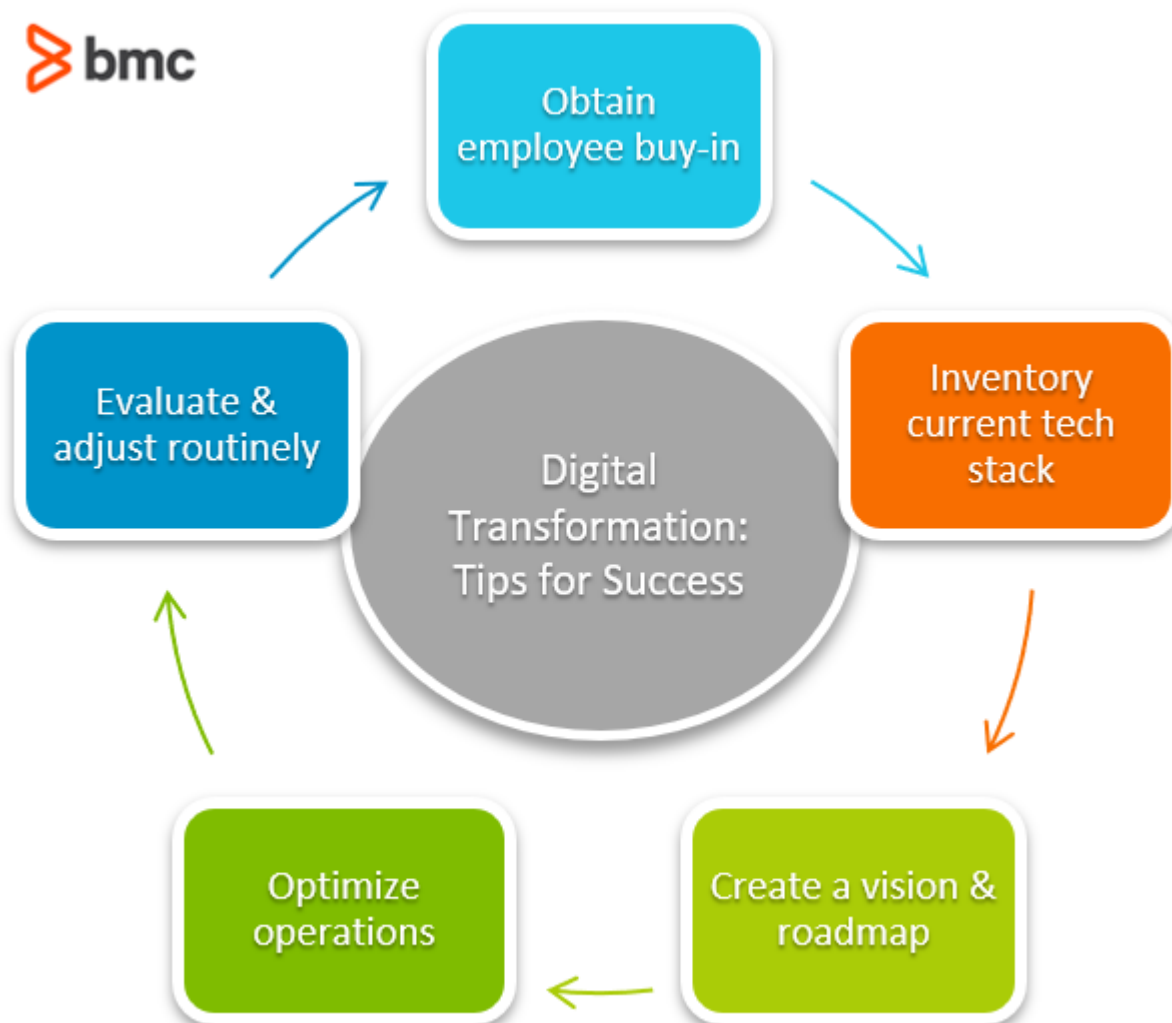 bmc
Obtain
employee buy-in
Inventory
current tech
stack
Create a vision &
roadmap
Optimize
operations
Evaluate &
adjust routinely
Digital
Transformation:
Tips for Success